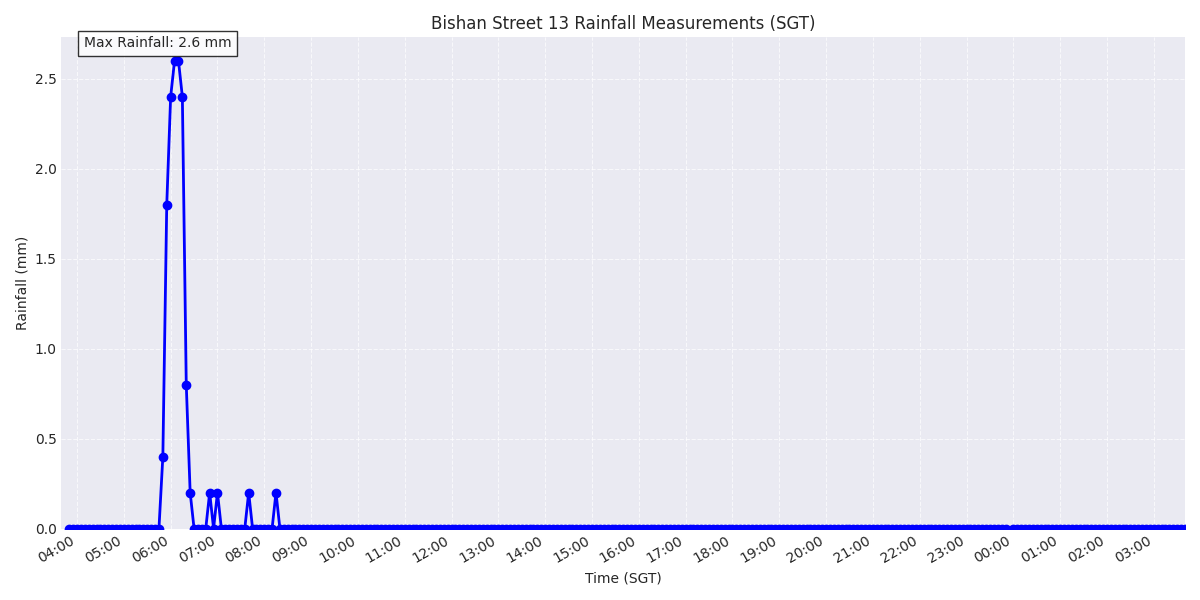 Bishan Street 13 Rainfall Measurements (SGT)
Max Rainfall: 2.6 mm
2.5
2.0
1.5
1.0
0.5
0.0
Rainfall (mm)
04:00 05:00 06:00 07:00 08:00 09:00 10:00 11:00 12:00 13:00 14:00 15:00 16:00 17:00 18:00 19:00 20:00 21:00 22:00 23:00 00:00 01:00 02:00 03:00
Time (SGT)